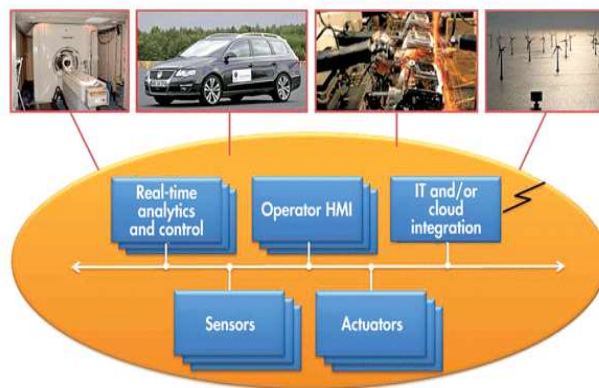 Real-time
analytics
and control
Operator HMI
IT and/or
cloud
integration
Sensors
Actuators